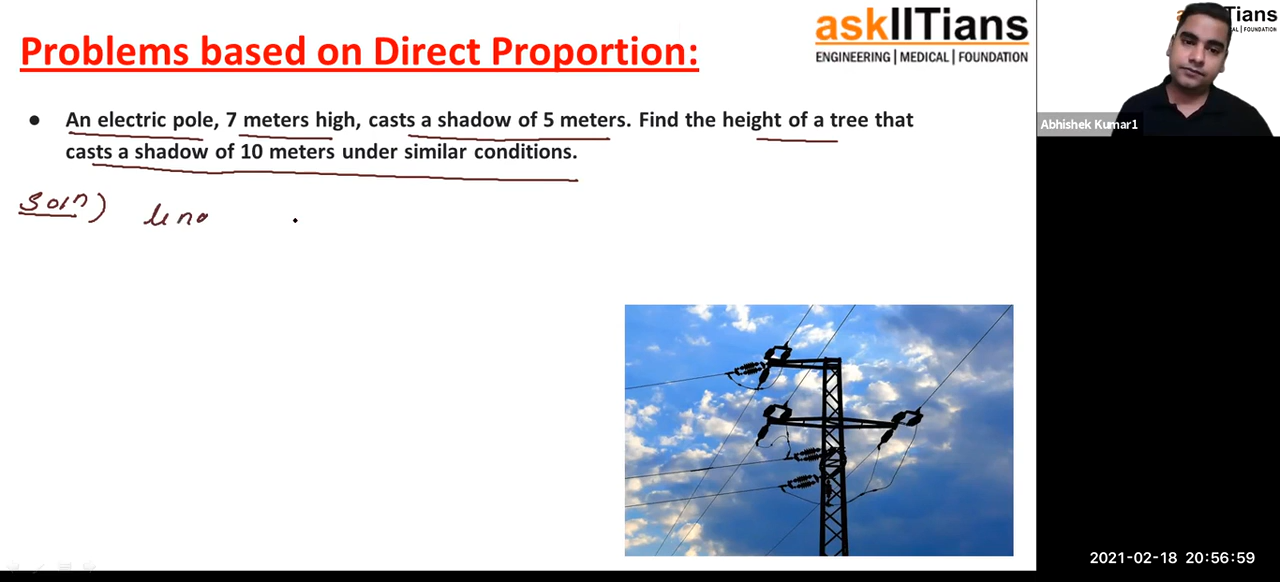 askIITians
ENGINEERING | MEDICAL | FOUNDATION
Problems based on Direct Proportion:
● An electric pole, 7 meters high, casts a shadow of 5 meters. Find the height of a tree that
casts a shadow of 10 meters under similar conditions.
Soln)
Tians
AL | FOUNDATION
Abhishek Kumar1
2021-02-18 20:56:59